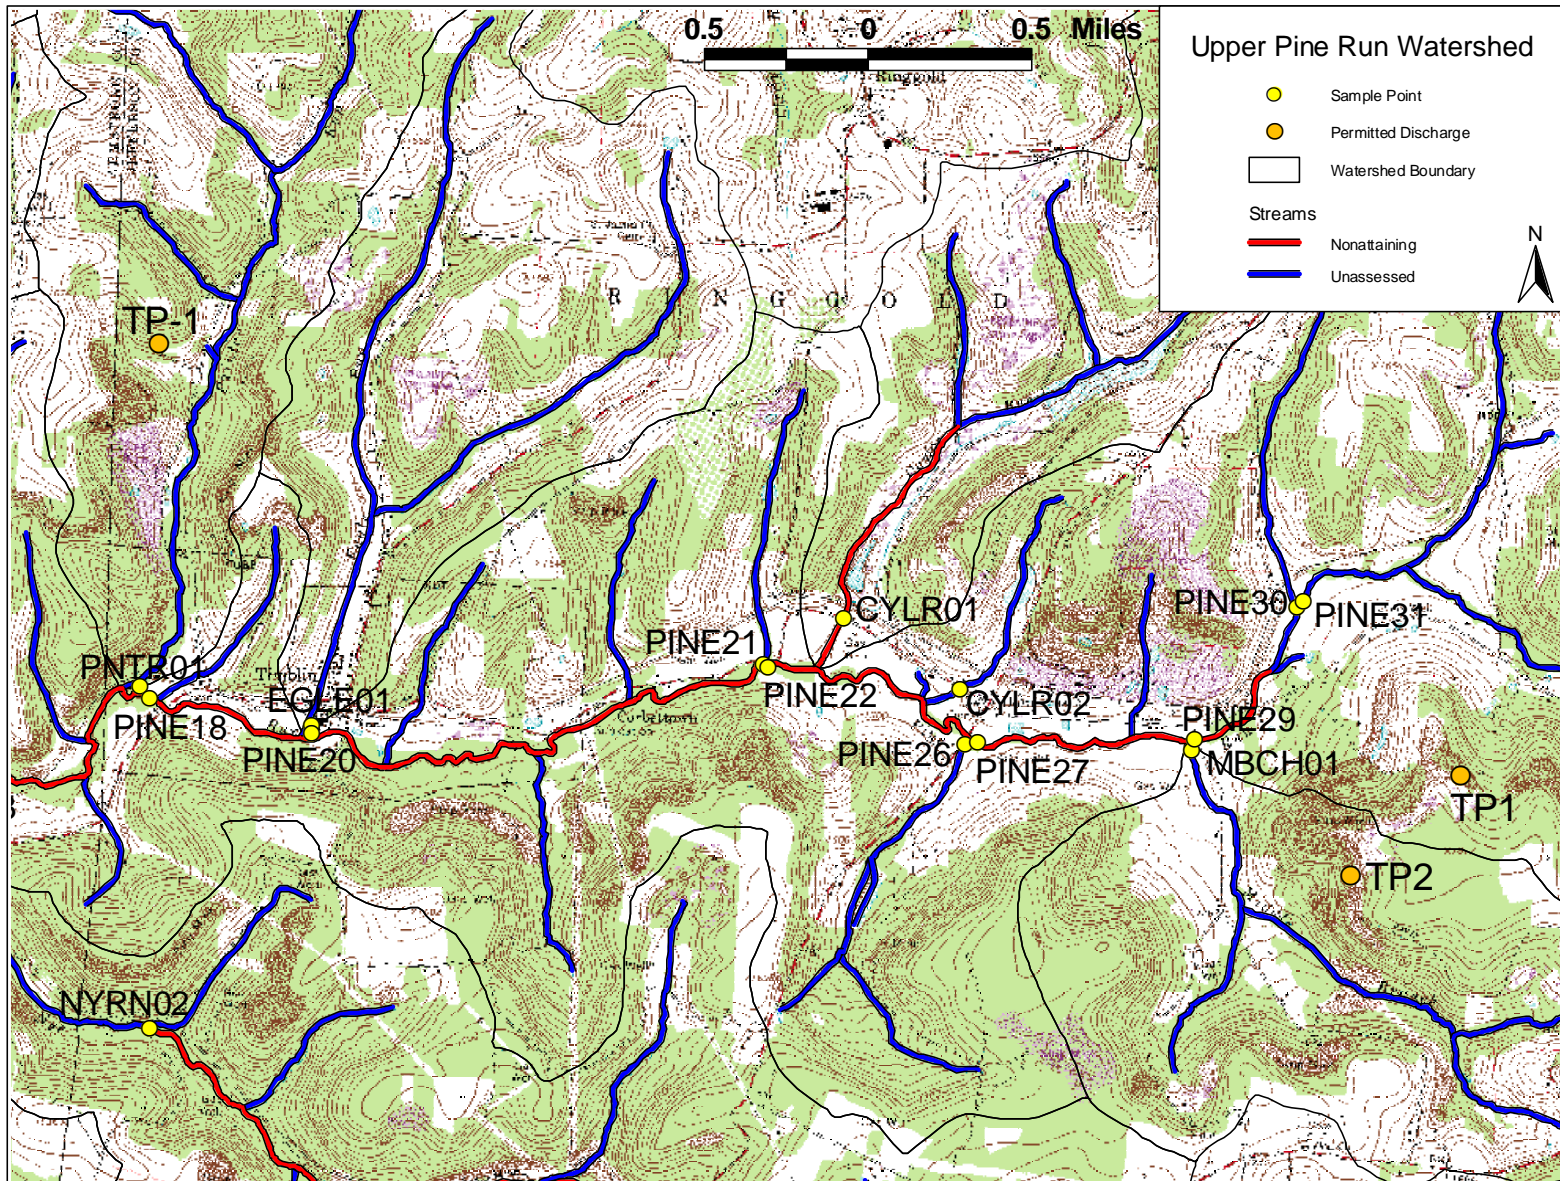 0.5 0 0.5 Miles
Upper Pine Run Watershed
Sample Point
Permitted Discharge
Watershed Boundary
Streams
Nonattaining
Unassessed
N
Ringgold
R I N G G O L D
TP-1
CYLR01
PINE30
PINE31
PINE21
PINE22
PNTR01
PINE18
EGLE01
PINE20
CYLR02
PINE29
PINE26
PINE27
MBCH01
TP1
TP2
NYRN02